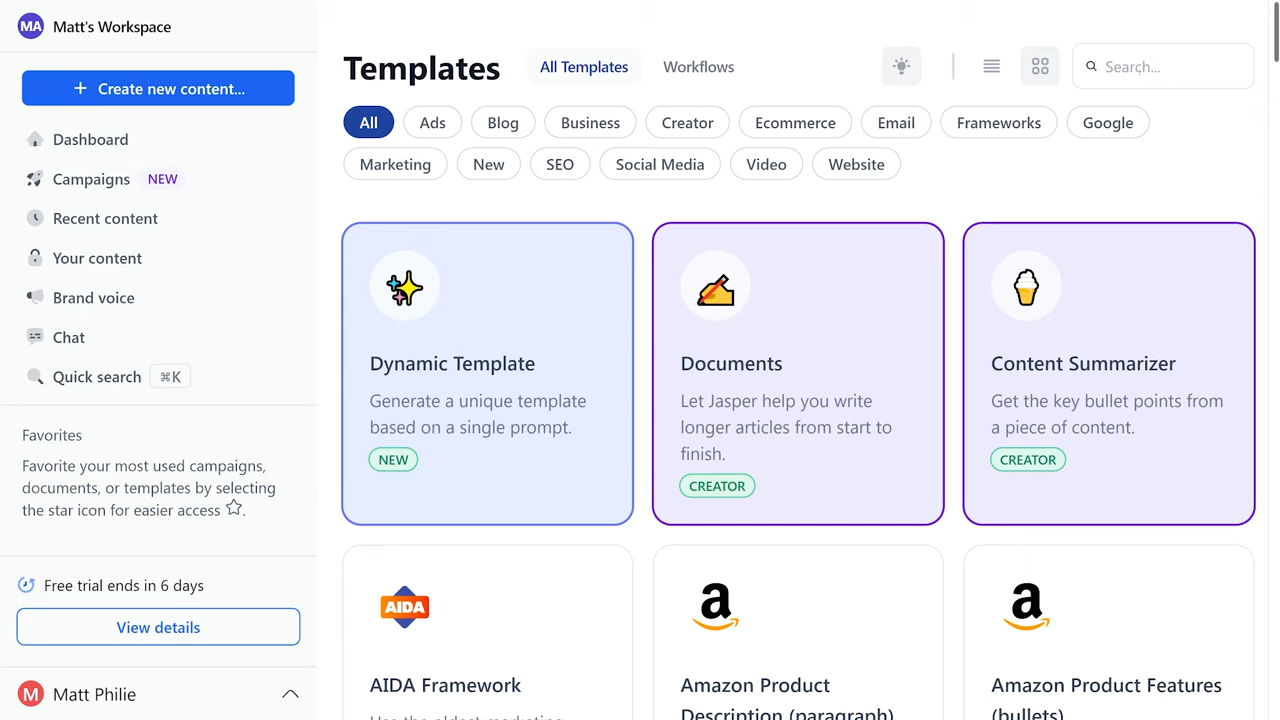 MA Matt's Workspace
+ Create new content...
Dashboard
Campaigns NEW
Recent content
Your content
Brand voice
Chat
Quick search ⌘K
Favorites
Favorite your most used campaigns,
documents, or templates by selecting
the star icon for easier access .
Free trial ends in 6 days
View details
M Matt Philie
Templates All Templates Workflows Search...
All Ads Blog Business Creator Ecommerce Email Frameworks Google
Marketing New SEO Social Media Video Website
Dynamic Template
Generate a unique template
based on a single prompt.
NEW
Documents
Let Jasper help you write
longer articles from start to
finish.
CREATOR
Content Summarizer
Get the key bullet points from
a piece of content.
CREATOR
AIDA
AIDA Framework
Use the oldest marketing
a
Amazon Product
Description (paragraph)
a
Amazon Product Features
(bullets)